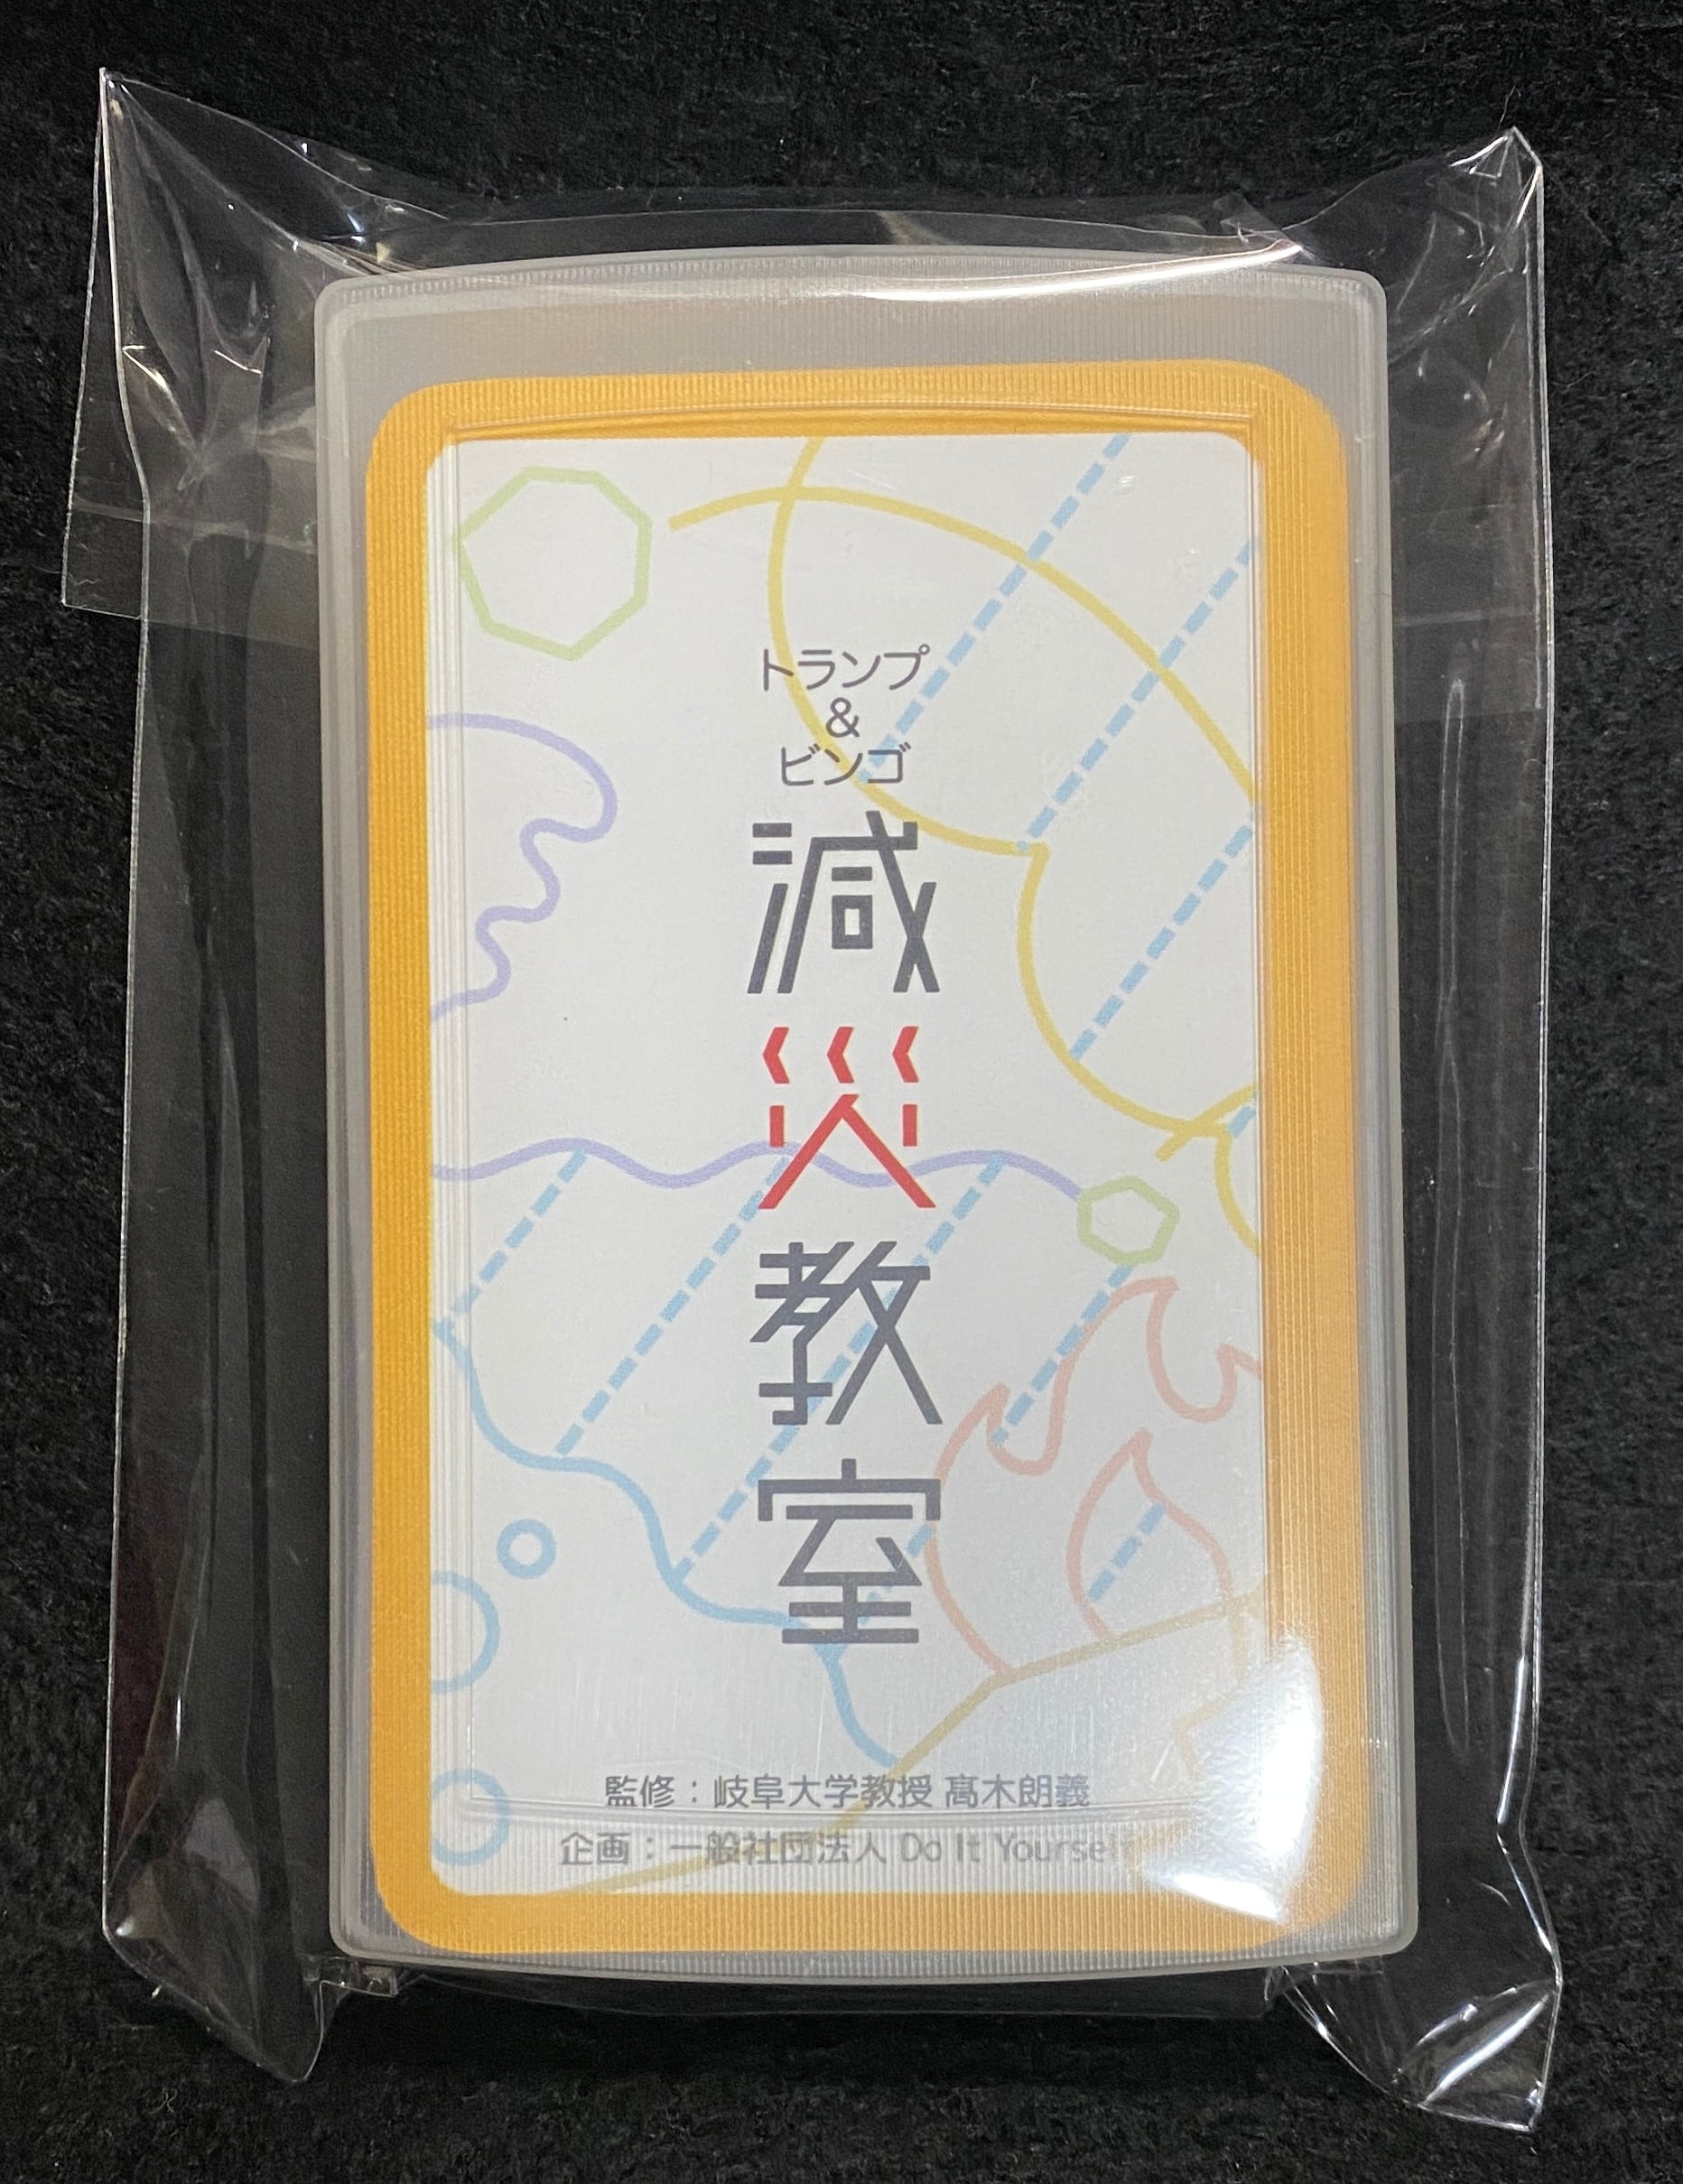 トランプ
&
ビンゴ
減災教室
監修：岐阜大学教授 髙木朗義
企画：一般社団法人 Do It Yourself